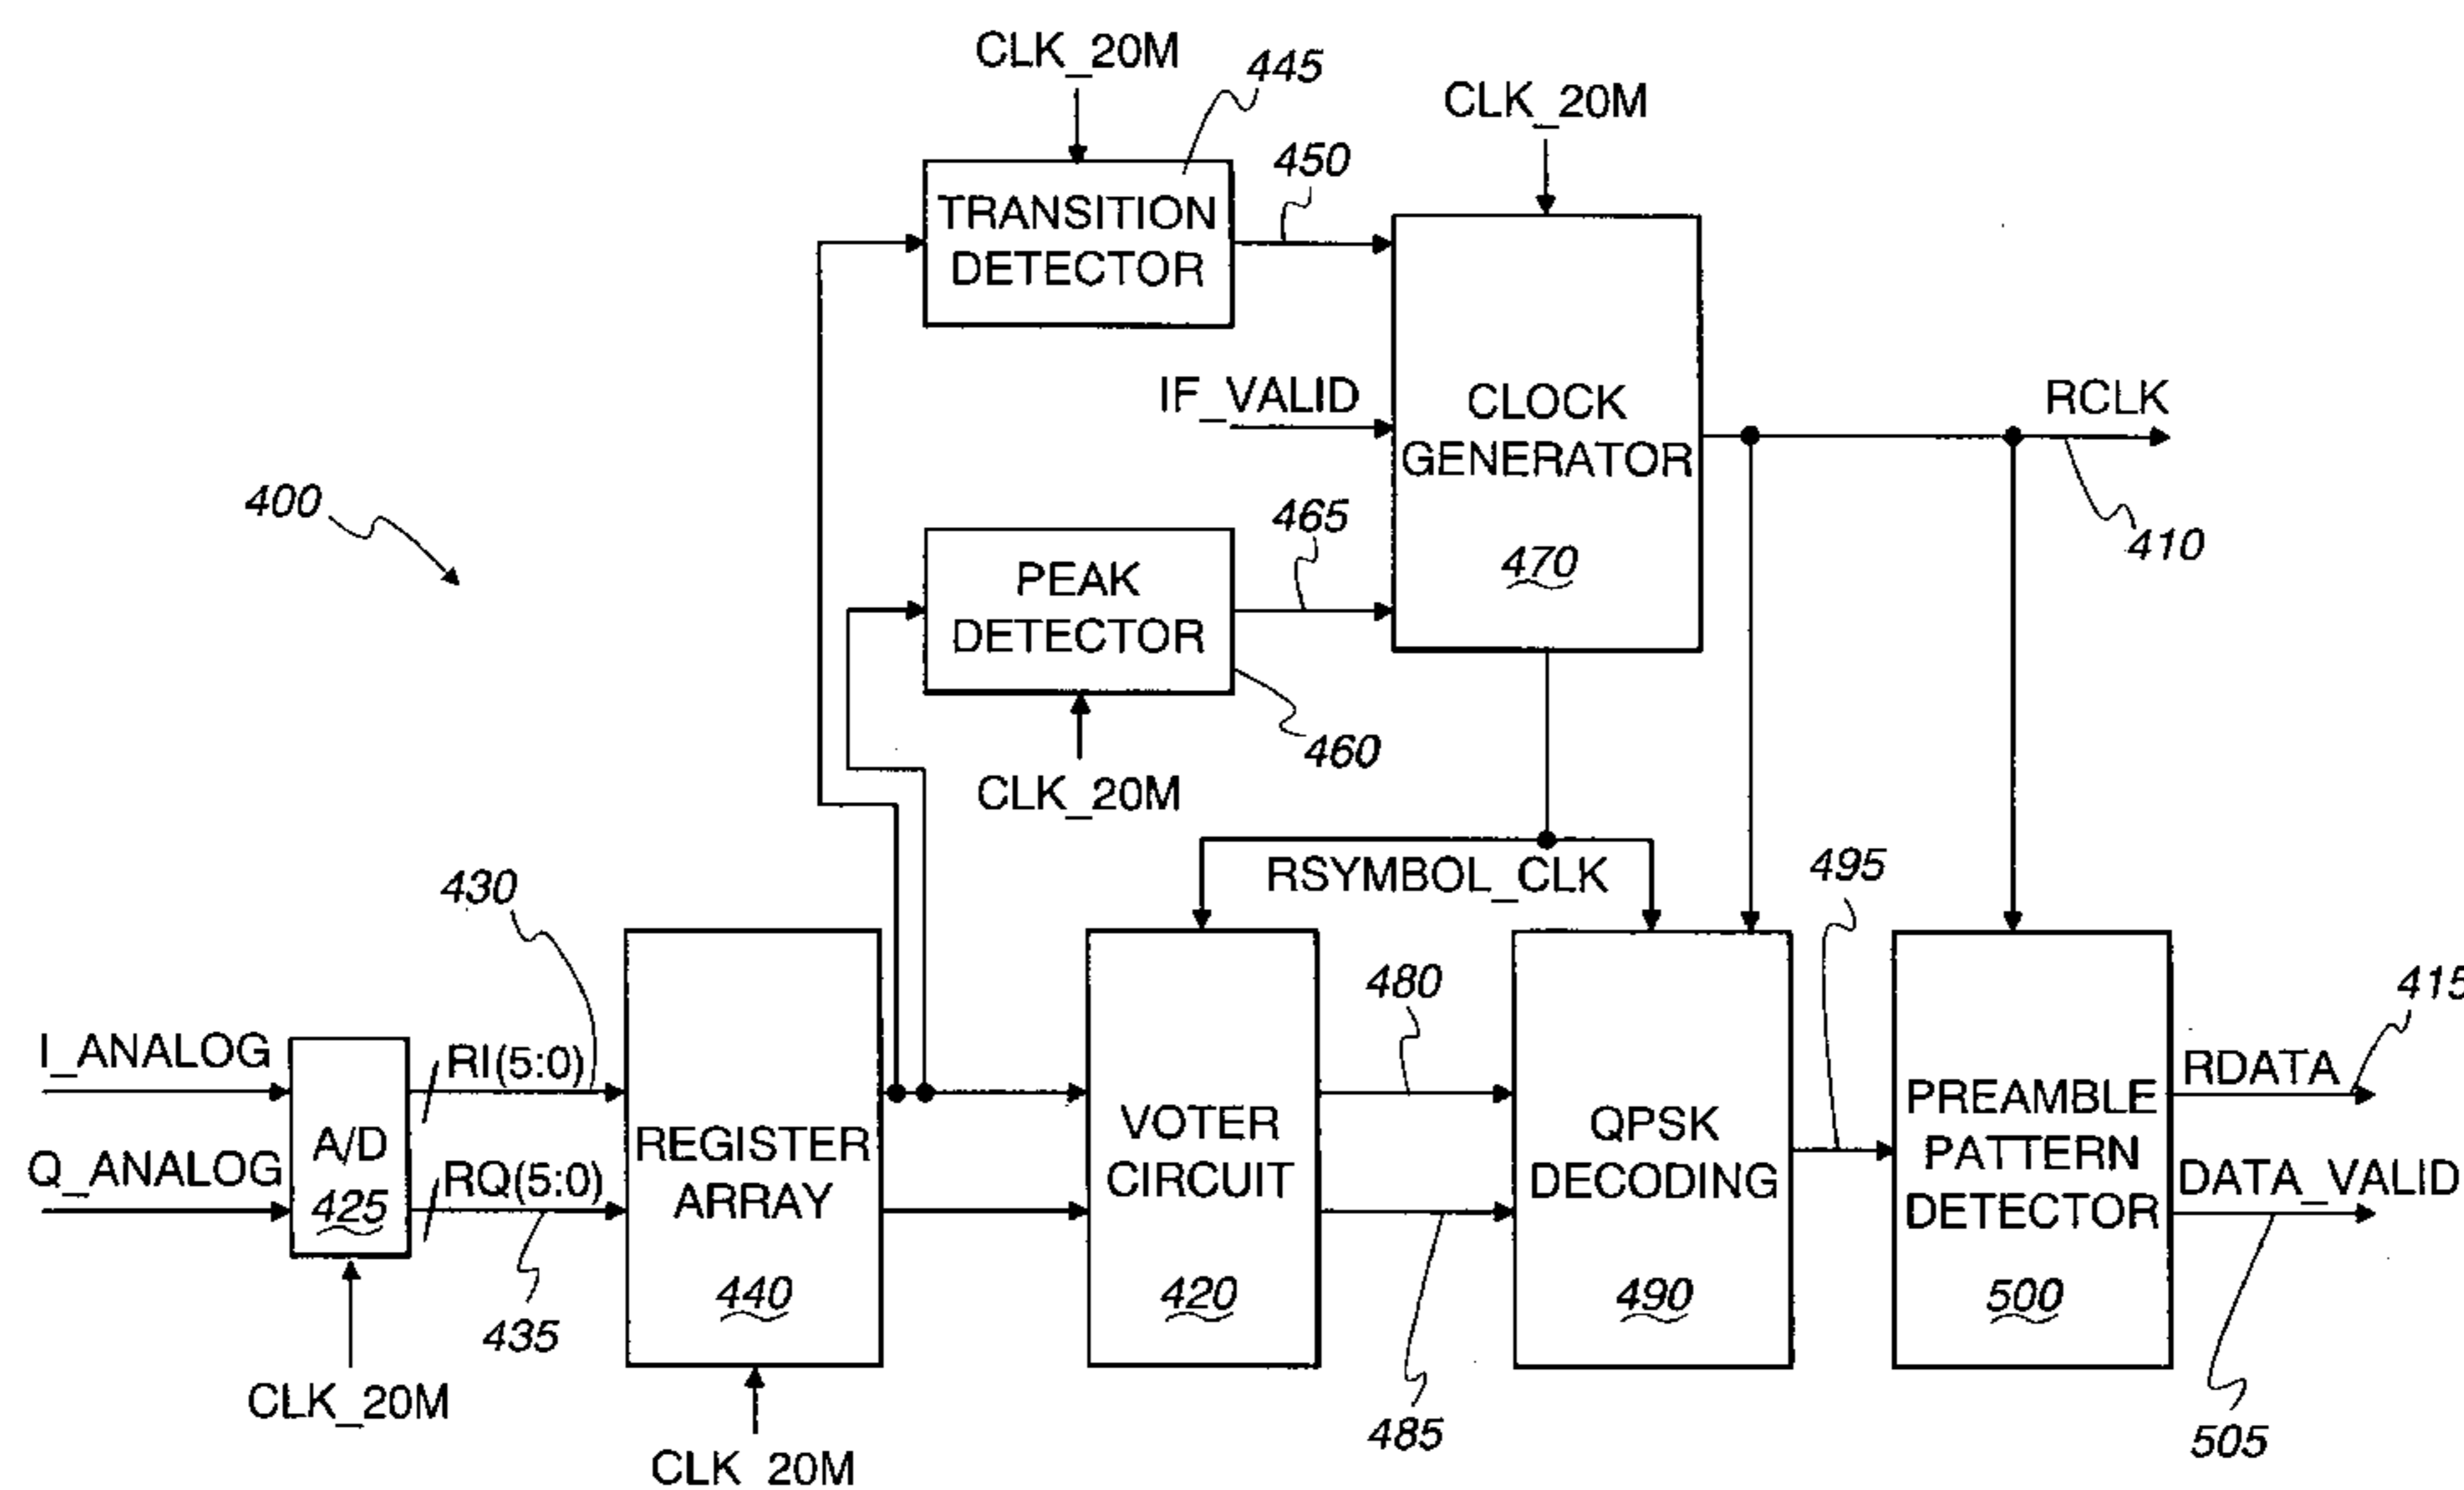 CLK_20M
445
CLK_20M
450
TRANSITION
DETECTOR
IF_VALID
CLOCK
GENERATOR
470
RCLK
410
400
465
PEAK
DETECTOR
460
CLK_20M
RSYMBOL_CLK
495
430
480
415
I_ANALOG
Q_ANALOG
A/D
425
RI(5:0)
RQ(5:0)
435
REGISTER
ARRAY
440
VOTER
CIRCUIT
420
485
QPSK
DECODING
490
PREAMBLE
PATTERN
DETECTOR
500
RDATA
DATA_VALID
505
CLK_20M
CLK_20M